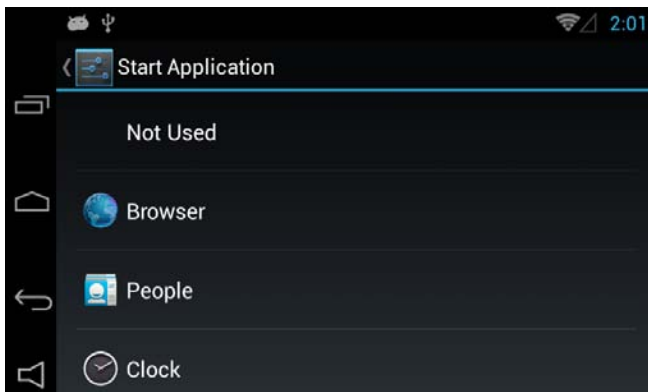 2:01
Start Application
Not Used
Browser
People
Clock